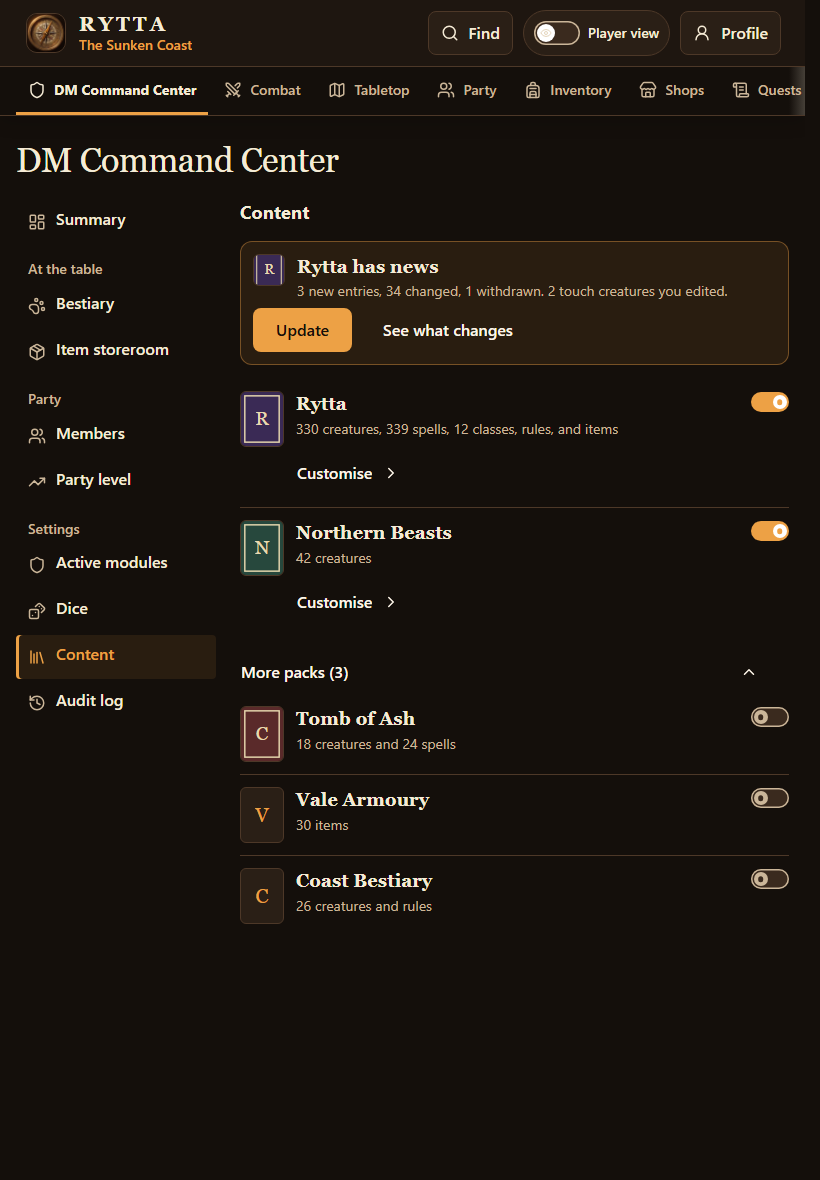 RYTTA
The Sunken Coast
Find
Player view
Profile
DM Command Center
Combat
Tabletop
Party
Inventory
Shops
Quests
DM Command Center
Summary
At the table
Bestiary
Item storeroom
Party
Members
Party level
Settings
Active modules
Dice
Content
Audit log
Content
R
Rytta has news
3 new entries, 34 changed, 1 withdrawn. 2 touch creatures you edited.
Update
See what changes
R
Rytta
330 creatures, 339 spells, 12 classes, rules, and items
Customise
N
Northern Beasts
42 creatures
Customise
More packs (3)
C
Tomb of Ash
18 creatures and 24 spells
V
Vale Armoury
30 items
C
Coast Bestiary
26 creatures and rules